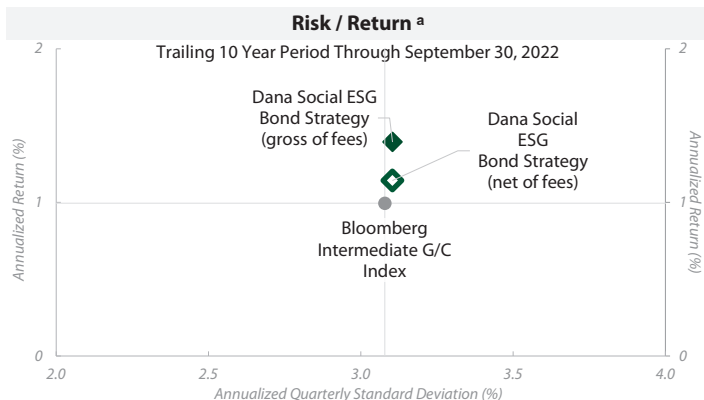 Risk / Return a
Trailing 10 Year Period Through September 30, 2022
2
2
Dana Social ESG
Bond Strategy
(gross of fees)
Dana Social
ESG
Bond Strategy
(net of fees)
Annualized Return (%)
Annualized Return (%)
1
1
Bloomberg
Intermediate G/C
Index
0
0
2.0
2.5
3.0
3.5
4.0
Annualized Quarterly Standard Deviation (%)